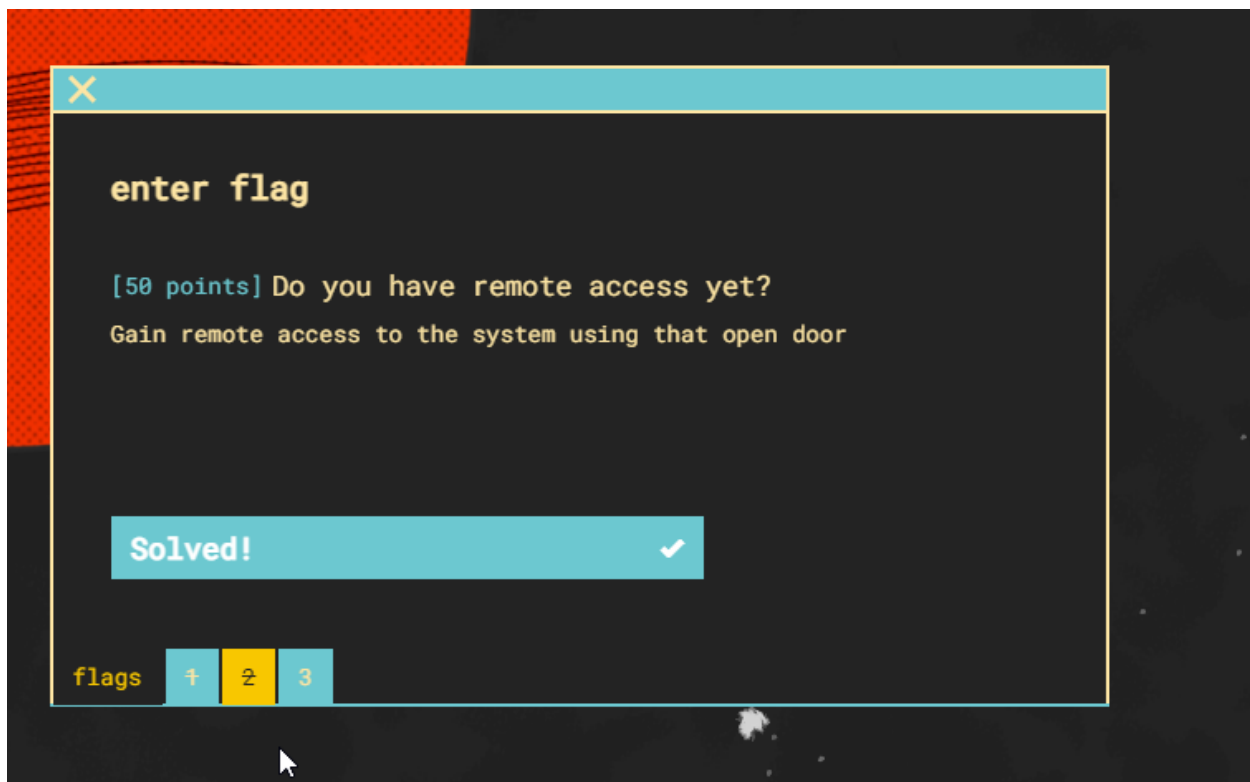 enter flag
[50 points] Do you have remote access yet?
Gain remote access to the system using that open door
Solved!
flags 1 2 3